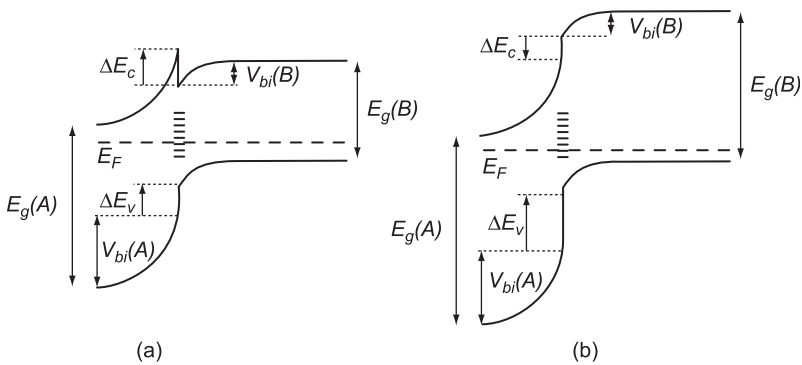 ΔE_c
V_bi(B)
E_g(B)
E_F
ΔE_v
E_g(A)
V_bi(A)
(a)
ΔE_c
V_bi(B)
E_g(B)
E_F
ΔE_v
E_g(A)
V_bi(A)
(b)